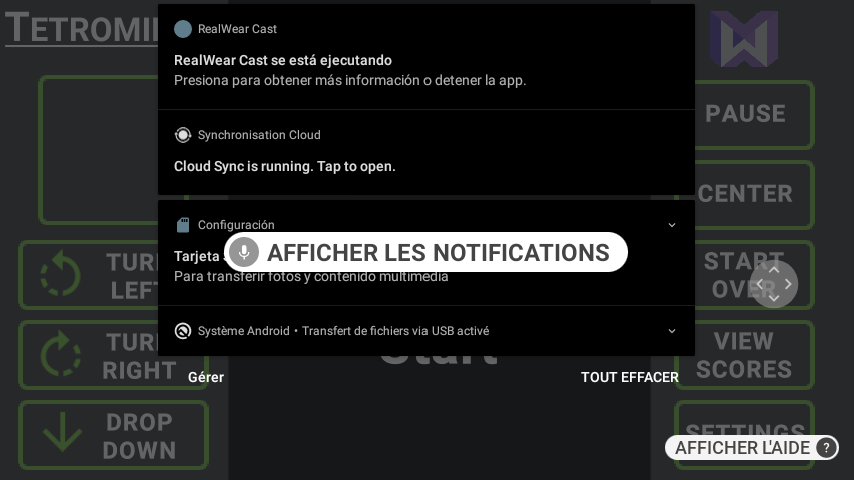 TETROMI
RealWear Cast
RealWear Cast se está ejecutando
Presiona para obtener más información o detener la app.
PAUSE
Synchronisation Cloud
Cloud Sync is running. Tap to open.
CENTER
Configuración
AFFICHER LES NOTIFICATIONS
Tarjeta
Para transferir fotos y contenido multimedia
TUR
LEFT
START
OVER
Système Android • Transfert de fichiers via USB activé
TUR
RIGHT
Start
VIEW
SCORES
Gérer
TOUT EFFACER
DROP
DOWN
SETTINGS
AFFICHER L'AIDE ?